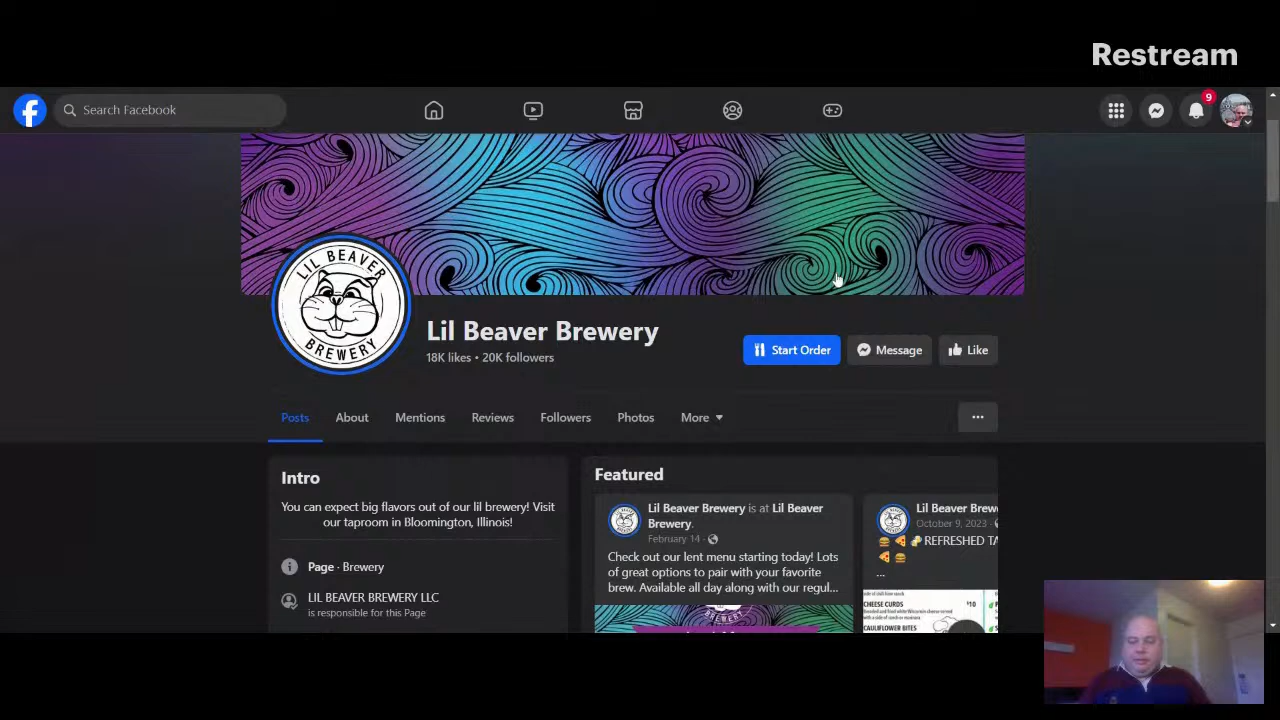 Restream
Search Facebook
9
LIL BEAVER
BREWERY
Lil Beaver Brewery
18K likes • 20K followers
Start Order
Message
Like
Posts
About
Mentions
Reviews
Followers
Photos
More
Intro
You can expect big flavors out of our lil brewery! Visit
our taproom in Bloomington, Illinois!
Page · Brewery
LIL BEAVER BREWERY LLC
is responsible for this Page
Featured
Lil Beaver Brewery is at Lil Beaver
Brewery.
February 14 ·
Check out our lent menu starting today! Lots
of great options to pair with your favorite
brew. Available all day along with our regul...
Lil Beaver Brew
October 9, 2023 ·
REFRESHED TA
...
CHEESE CURDS
$10
CAULIFLOWER BITES